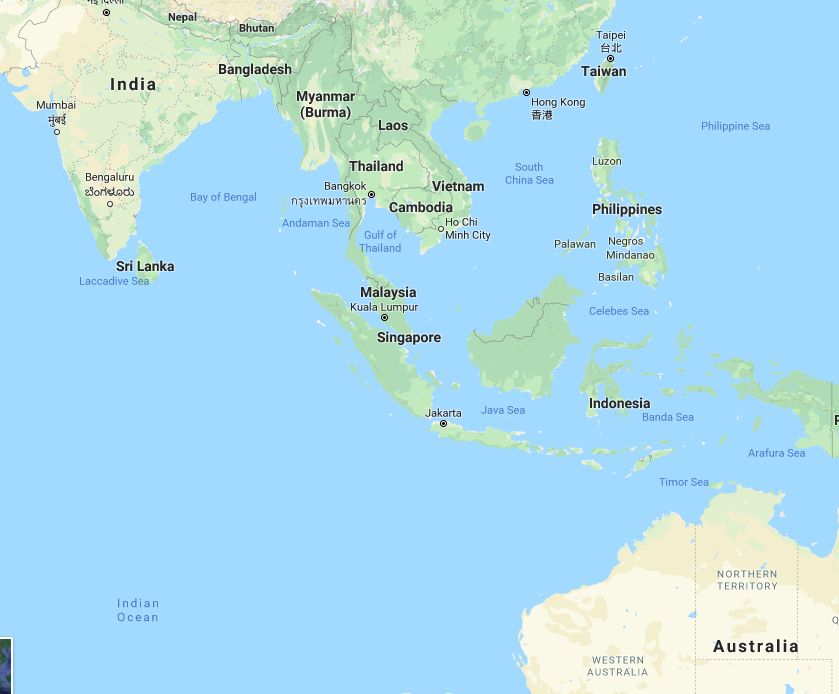 Nepal
Bhutan
Taipei
台北
Bangladesh
Taiwan
India
Myanmar
(Burma)
Hong Kong
香港
Mumbai
मुंबई
Laos
Philippine Sea
Luzon
Thailand
South
China Sea
Bengaluru
ಬೆಂಗಳೂರು
Bangkok
กรุงเทพมหานคร
Vietnam
Bay of Bengal
Cambodia
Philippines
Andaman Sea
Ho Chi
Minh City
Gulf of
Thailand
Palawan
Negros
Mindanao
Sri Lanka
Laccadive Sea
Basilan
Malaysia
Kuala Lumpur
Celebes Sea
Singapore
Indonesia
Jakarta
Java Sea
Banda Sea
Arafura Sea
Timor Sea
NORTHERN
TERRITORY
Indian
Ocean
Australia
WESTERN
AUSTRALIA